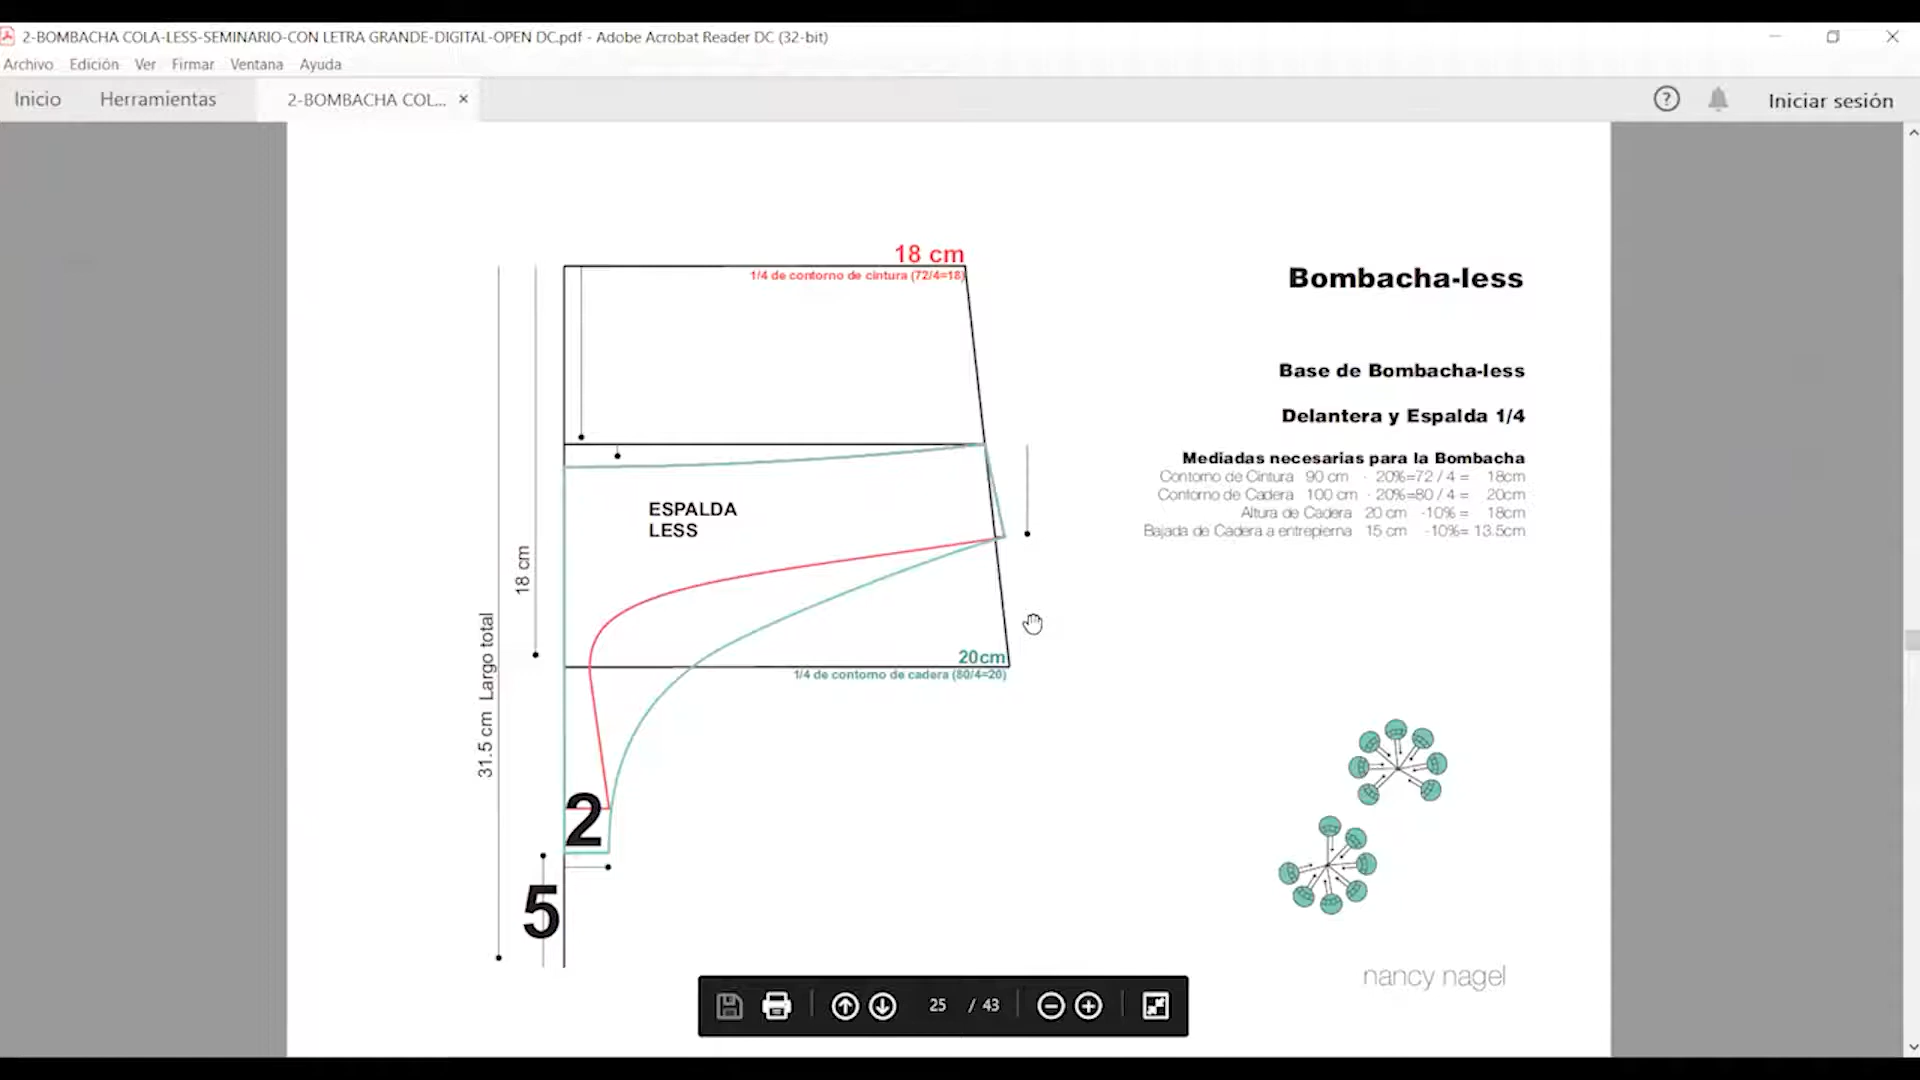 2-BOMBACHA COLA-LESS-SEMINARIO-CON LETRA GRANDE-DIGITAL-OPEN DC.pdf - Adobe Acrobat Reader DC (32-bit)
Archivo Edición Ver Firmar Ventana Ayuda
Inicio Herramientas 2-BOMBACHA COL... × ? Iniciar sesión
18 cm
1/4 de contorno de cintura (72/4=18)
Bombacha-less
Base de Bombacha-less
Delantera y Espalda 1/4
Mediadas necesarias para la Bombacha
Contorno de Cintura 90 cm - 20%=72 / 4 = 18cm
Contorno de Cadera 100 cm - 20%=80 / 4 = 20cm
Altura de Cadera 20 cm -10% = 18cm
Bajada de Cadera a entrepierna 15 cm -10%= 13.5cm
ESPALDA
LESS
18 cm
31.5 cm Largo total
20cm
1/4 de contorno de cadera (80/4=20)
2
5
nancy nagel
25 / 43